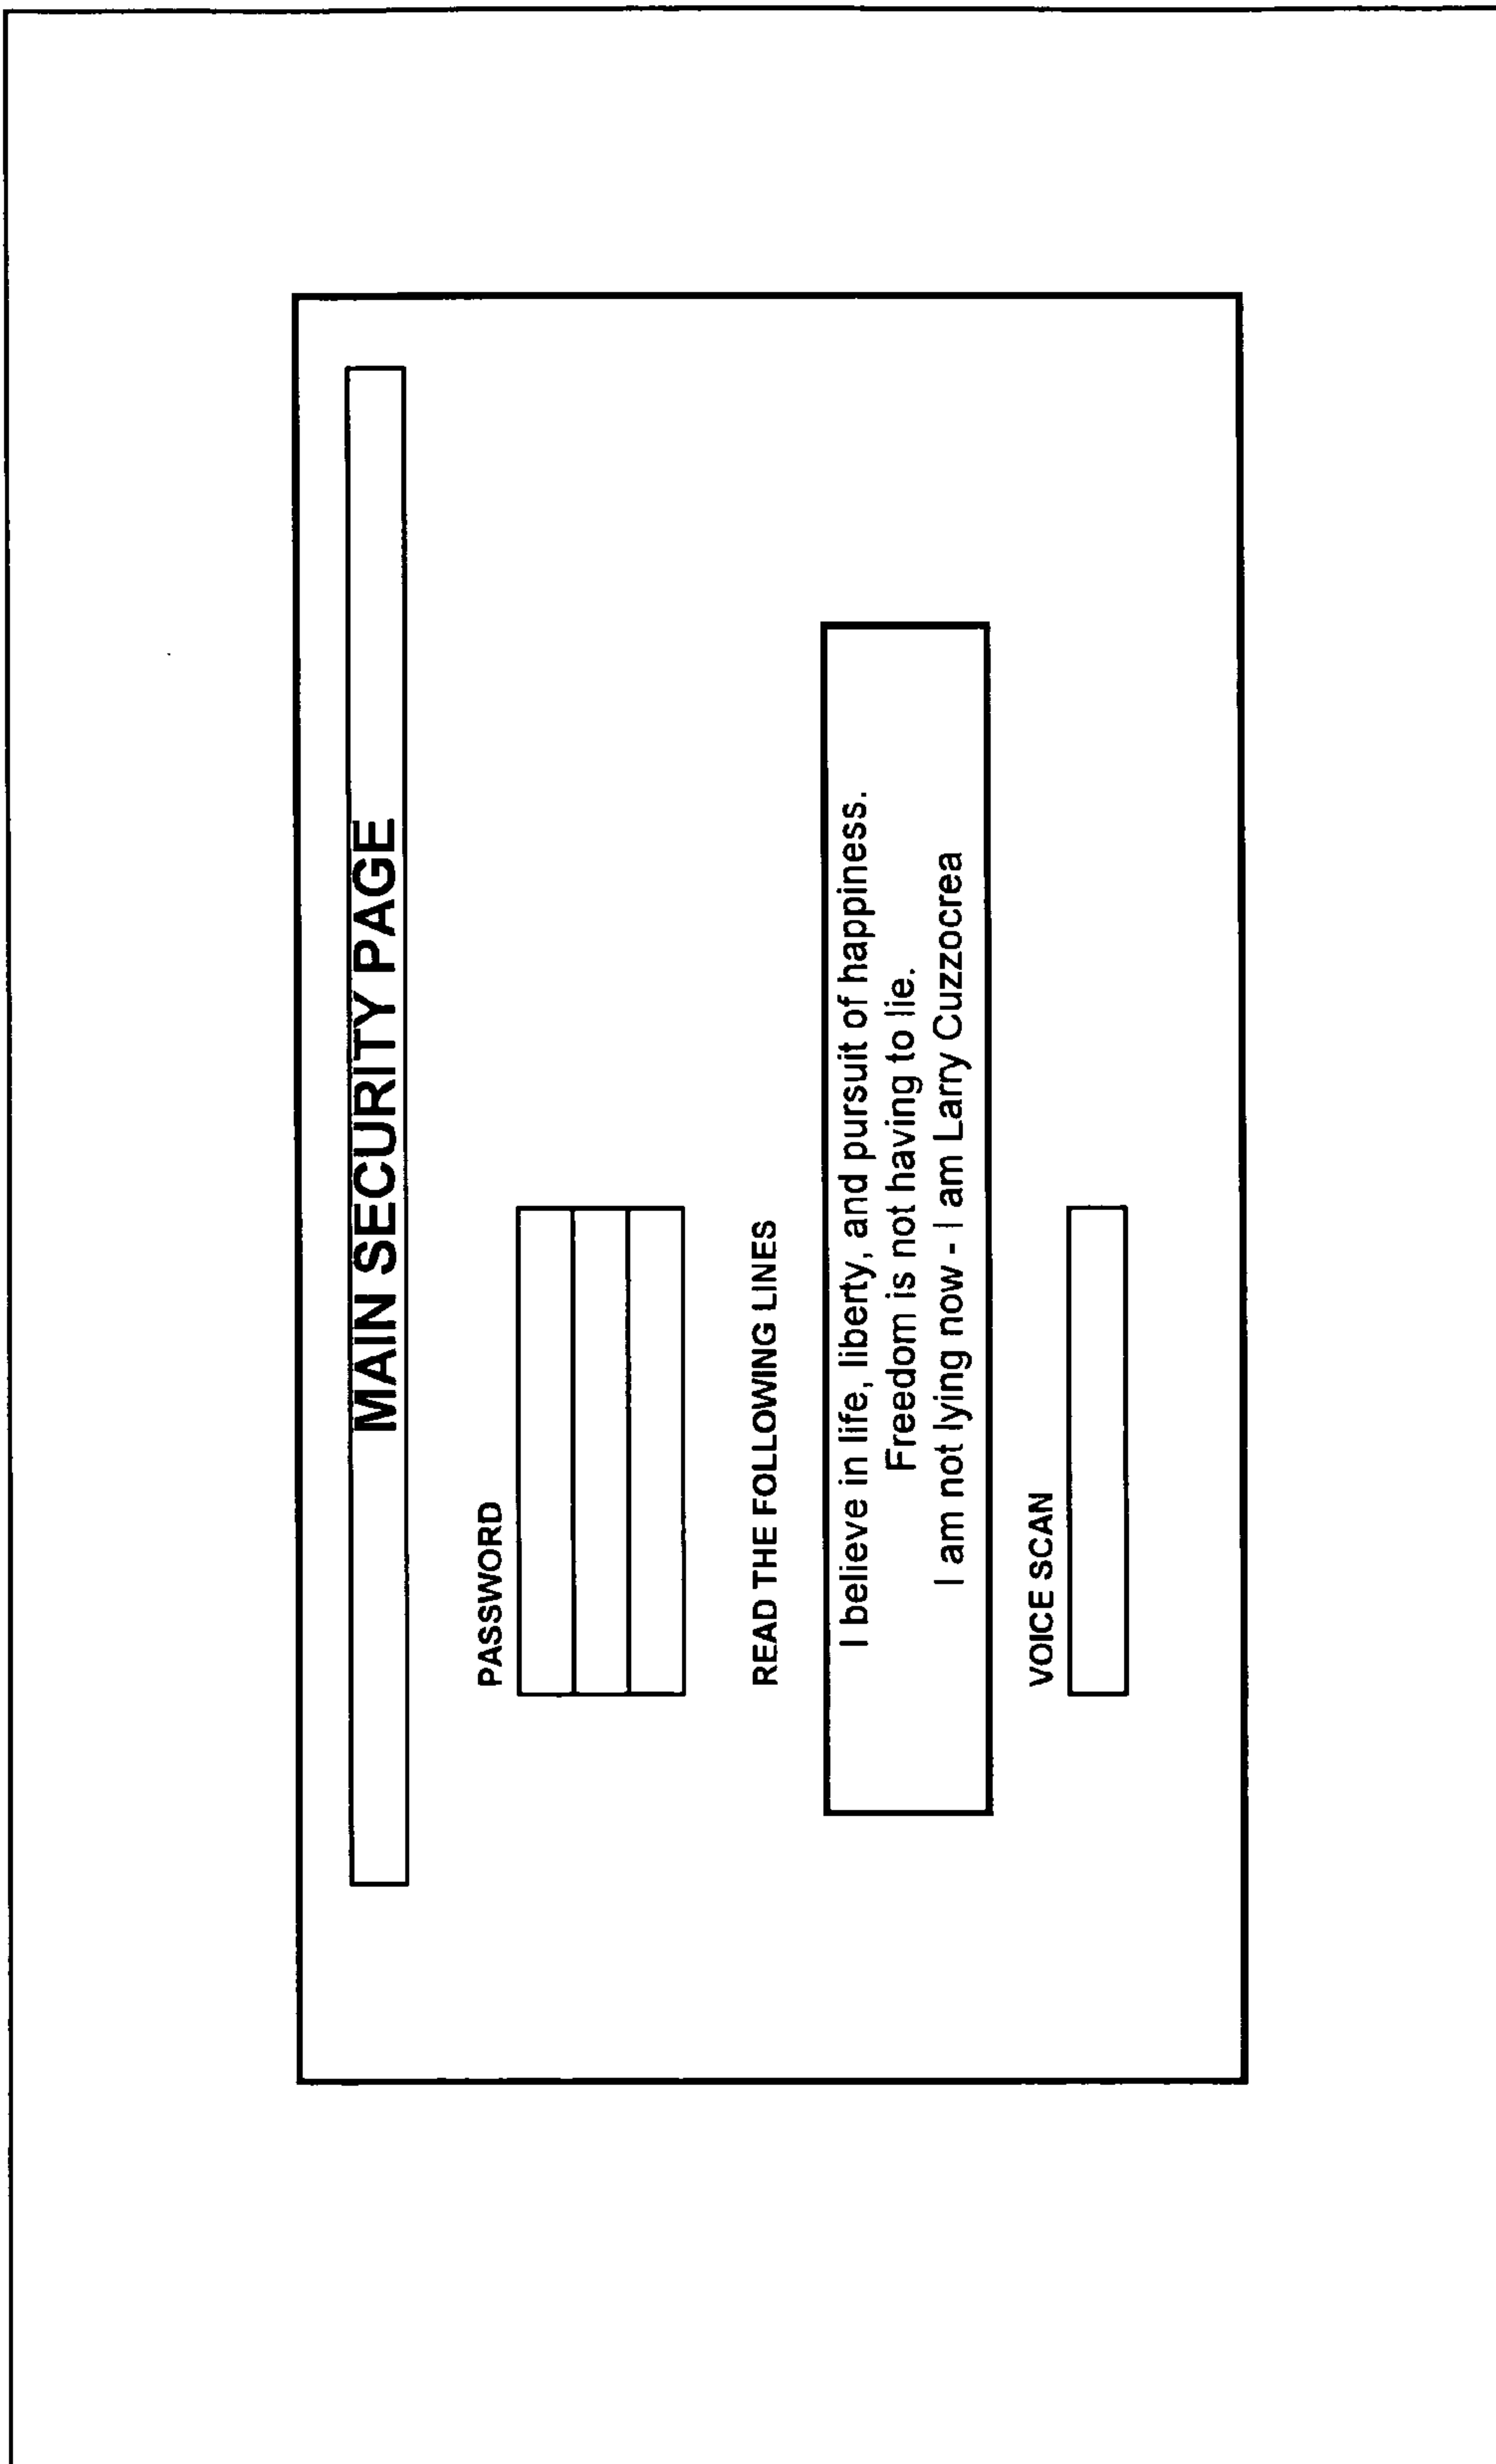 MAIN SECURITY PAGE
PASSWORD
READ THE FOLLOWING LINES
I believe in life, liberty, and pursuit of happiness.
Freedom is not having to lie.
I am not lying now - I am Larry Cuzzocrea
VOICE SCAN